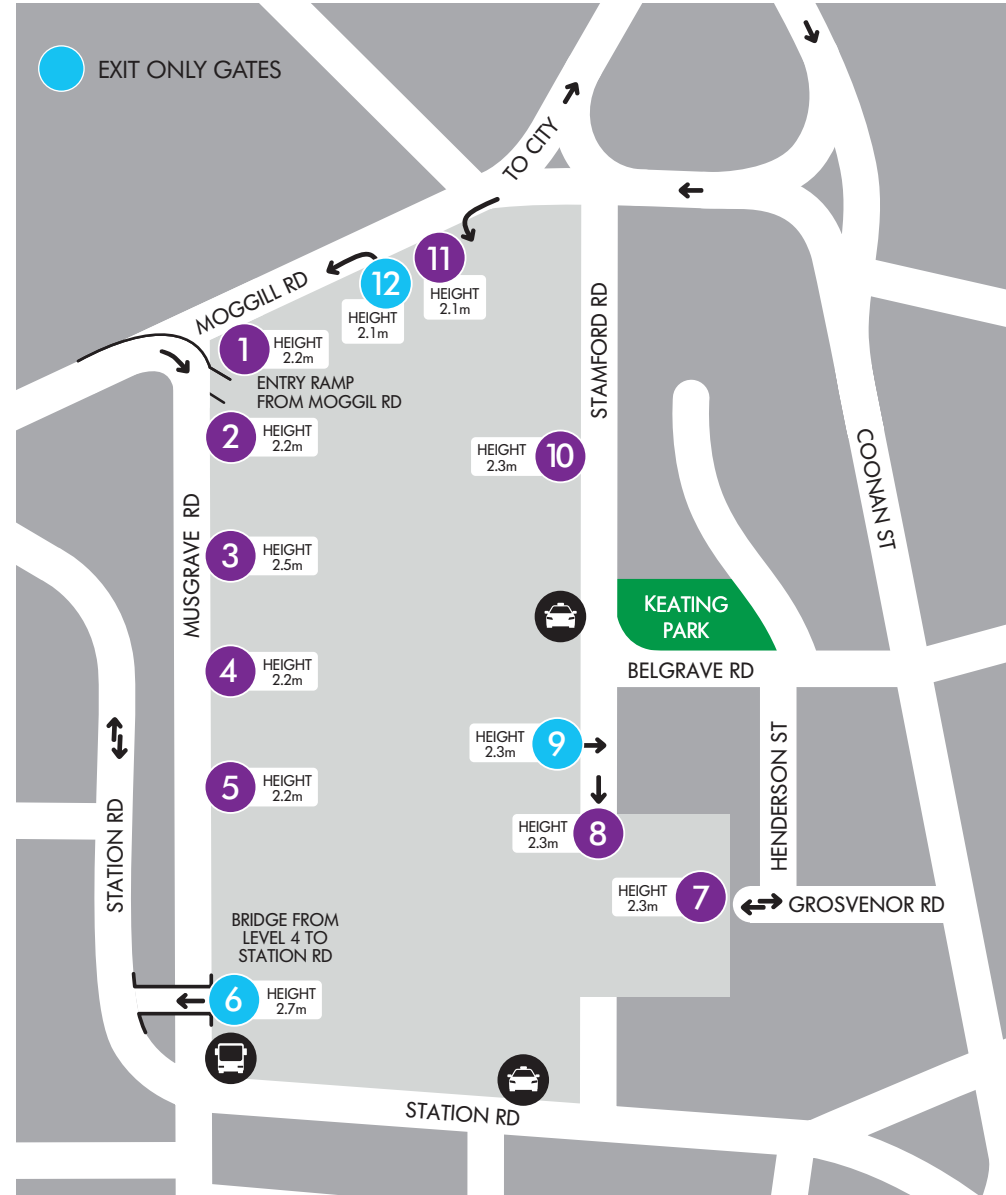 EXIT ONLY GATES
TO CITY
11
HEIGHT
2.1m
12
HEIGHT
2.1m
MOGGILL RD
1
HEIGHT
2.2m
ENTRY RAMP
FROM MOGGIL RD
STAMFORD RD
2
HEIGHT
2.2m
HEIGHT
2.3m
10
COONAN ST
MUSGRAVE RD
3
HEIGHT
2.5m
KEATING
PARK
4
HEIGHT
2.2m
BELGRAVE RD
HEIGHT
2.3m
9
5
HEIGHT
2.2m
HENDERSON ST
HEIGHT
2.3m
8
STATION RD
HEIGHT
2.3m
7
GROSVENOR RD
BRIDGE FROM
LEVEL 4 TO
STATION RD
6
HEIGHT
2.7m
STATION RD